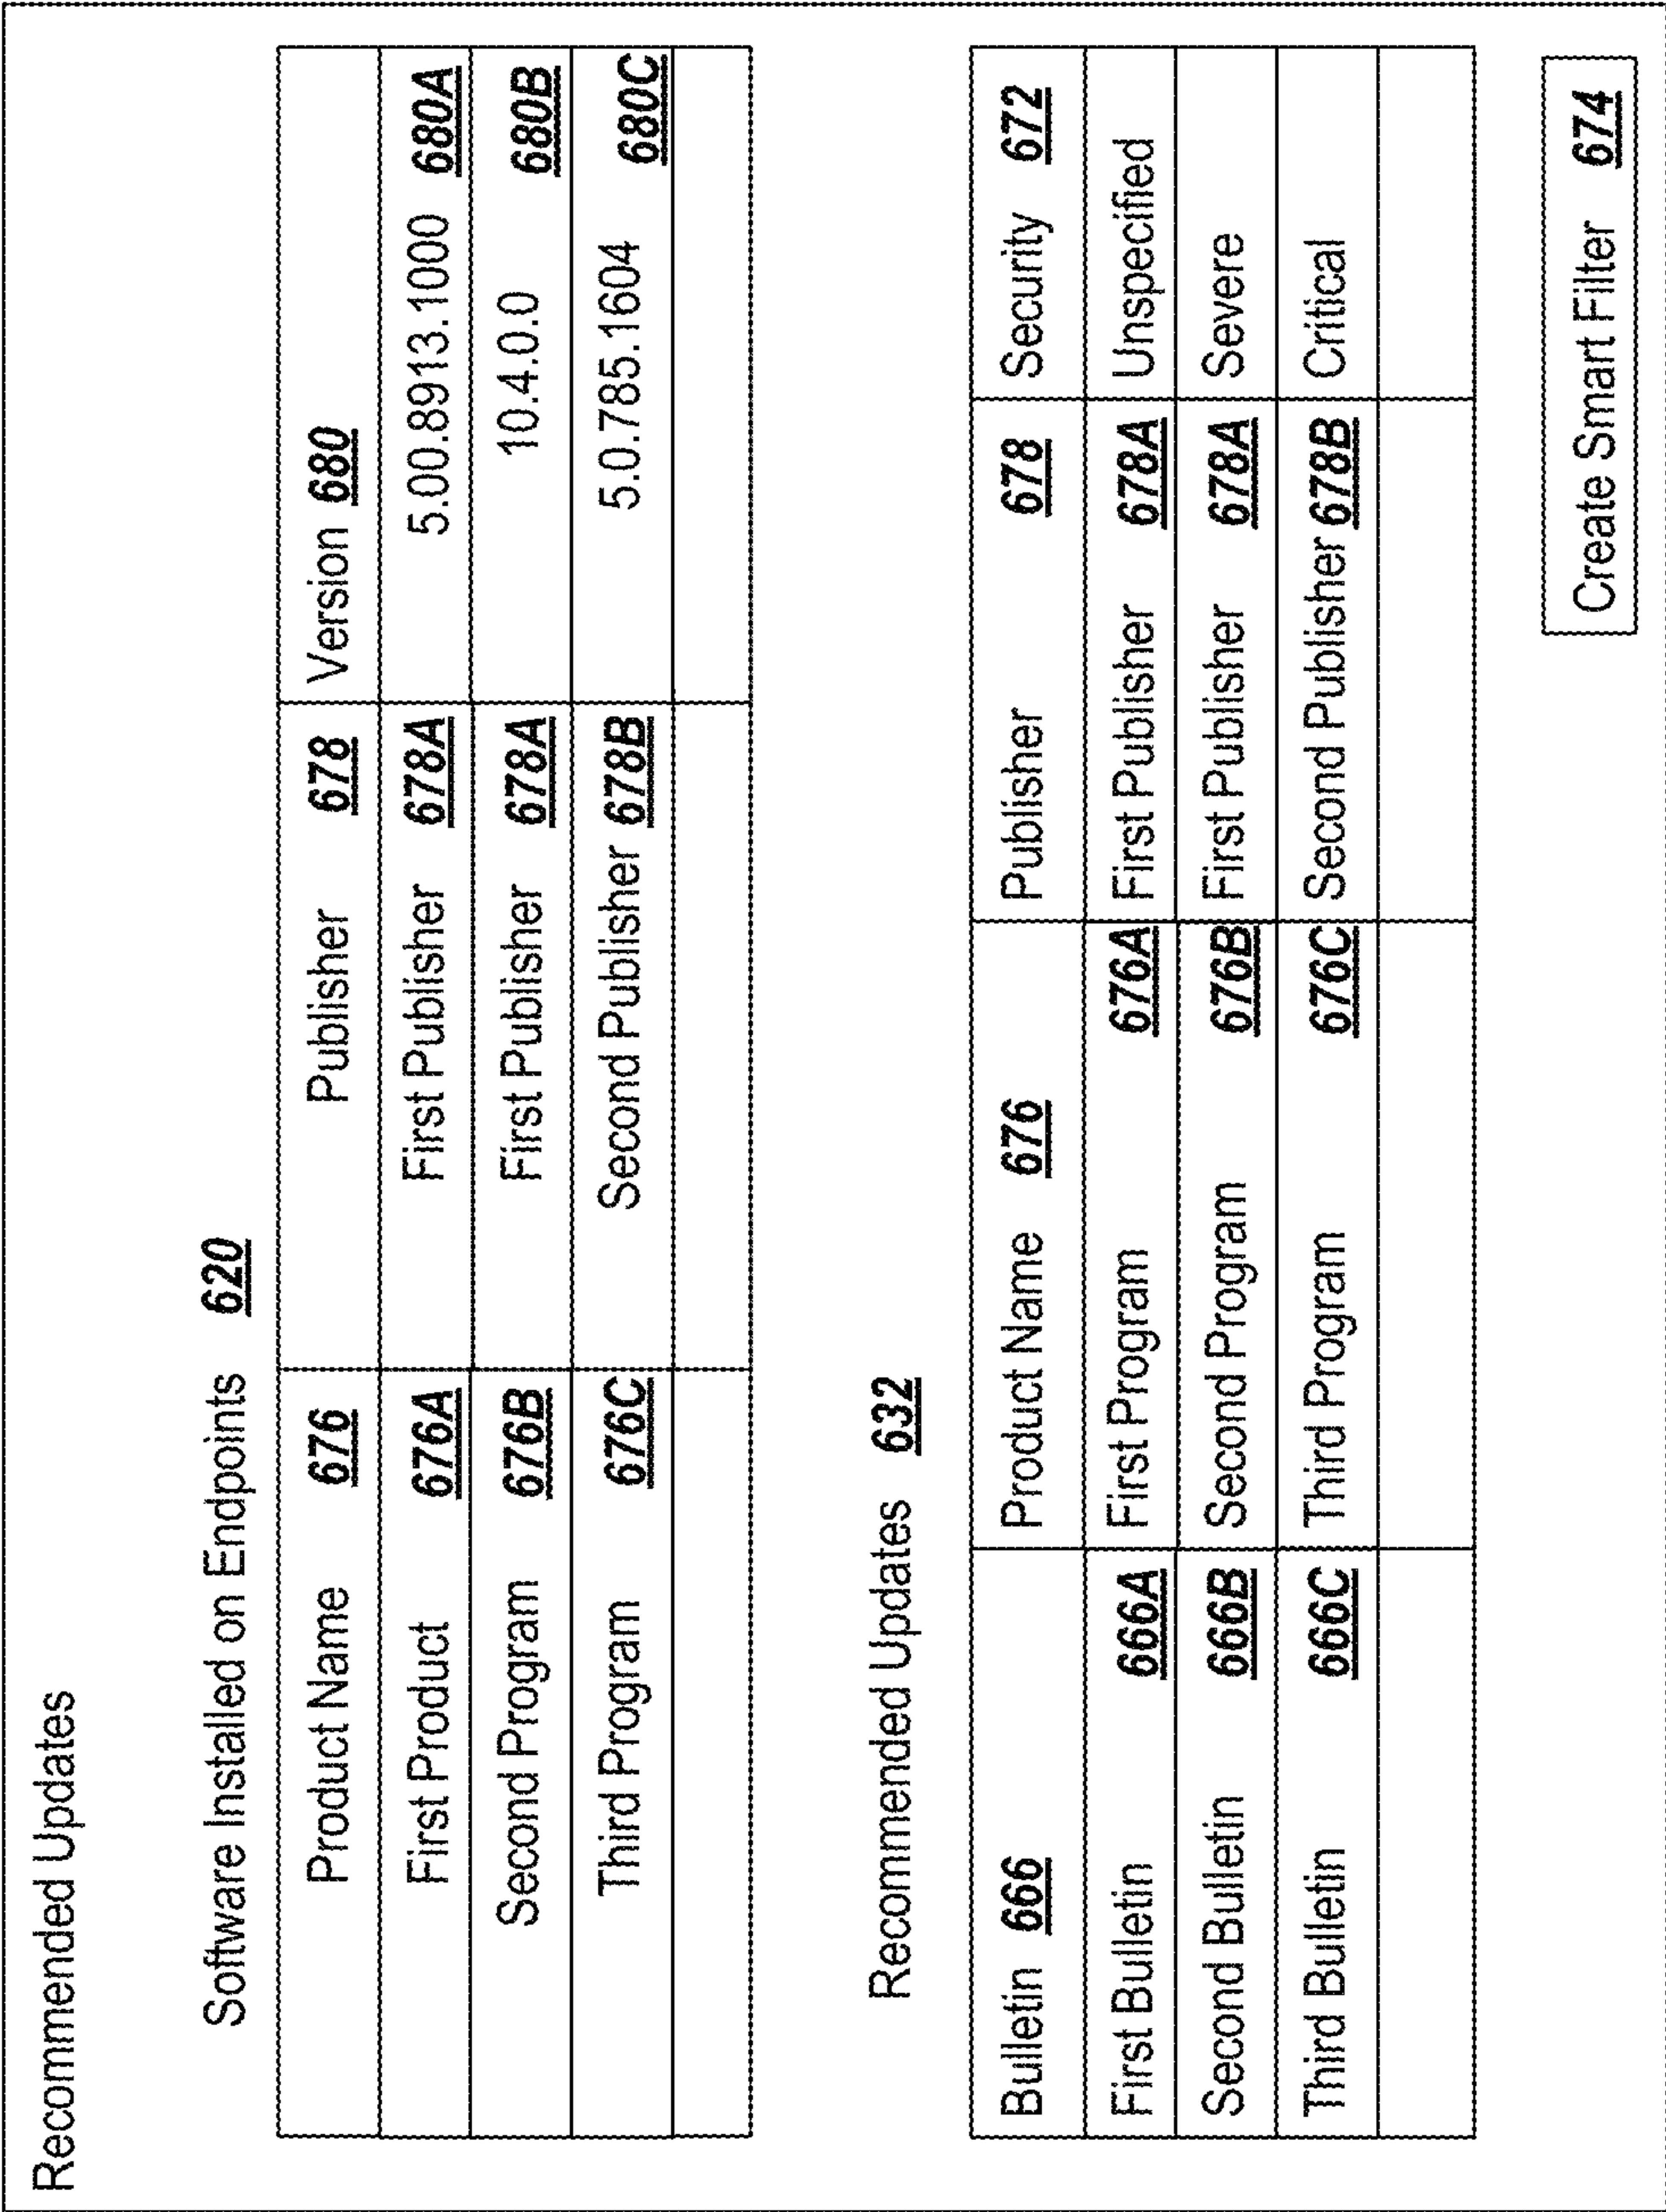 Recommended Updates
Software Installed on Endpoints 620
Product Name 676 Publisher 678 Version 680
First Product 676A First Publisher 678A 5.00.8913.1000 680A
Second Program 676B First Publisher 678A 10.4.0.0 680B
Third Program 676C Second Publisher 678B 5.0.785.1604 680C
Recommended Updates 632
Bulletin 666 Product Name 676 Publisher 678 Security 672
First Bulletin 666A First Program 676A First Publisher 678A Unspecified
Second Bulletin 666B Second Program 676B First Publisher 678A Severe
Third Bulletin 666C Third Program 676C Second Publisher 678B Critical
Create Smart Filter 674